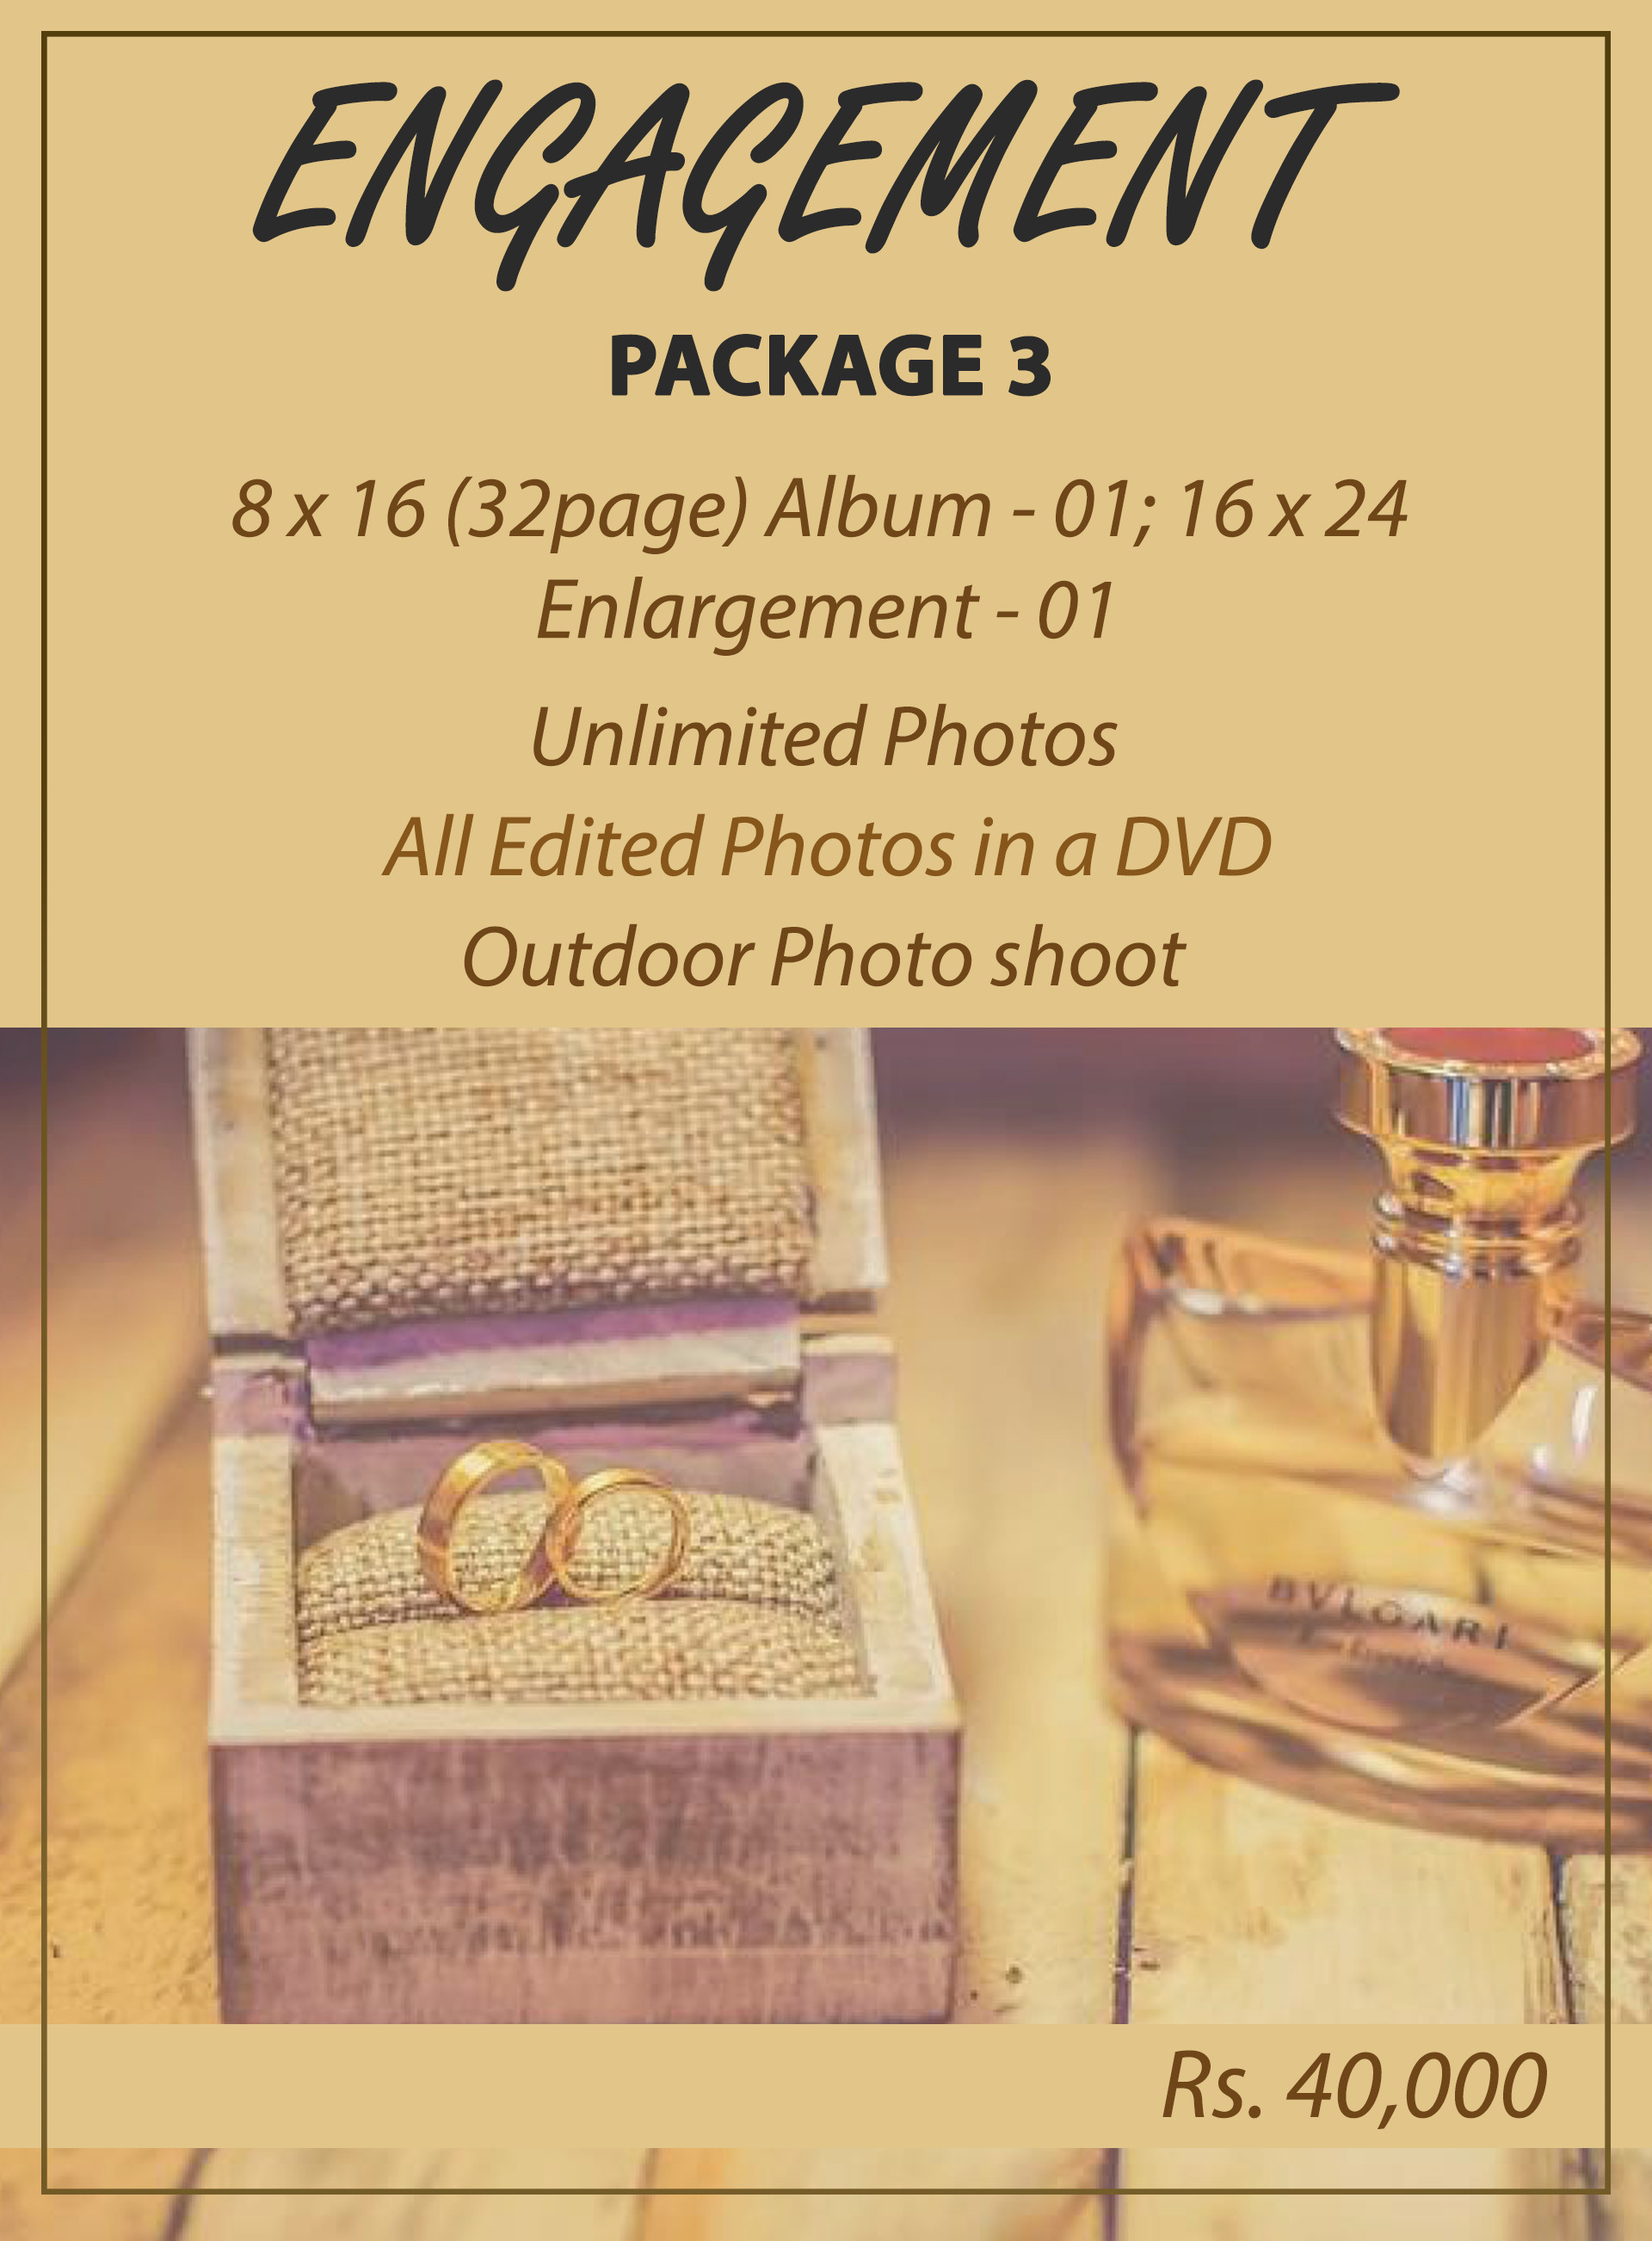 ENGAGEMENT
PACKAGE 3
8 x 16 (32page) Album - 01; 16 x 24
Enlargement - 01
Unlimited Photos
All Edited Photos in a DVD
Outdoor Photo shoot
BVLGARI
Rs. 40,000